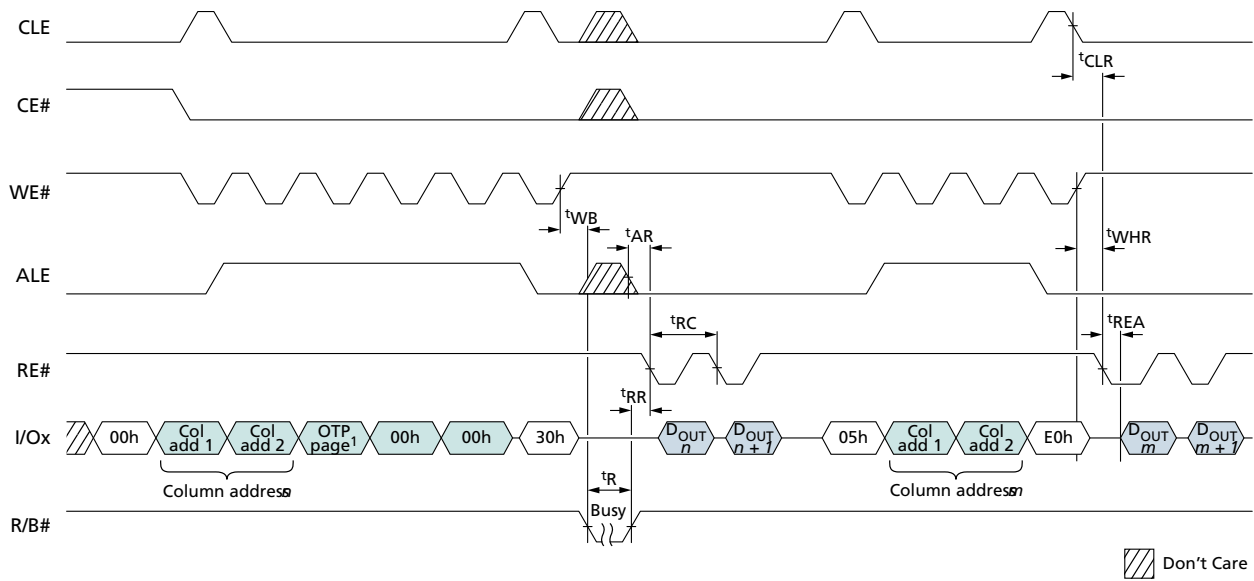 CLE
tCLR
CE#
WE#
tWB
tAR
tWHR
ALE
tRC
tREA
RE#
tRR
I/Ox
00h
Col add 1
Col add 2
OTP page1
00h
00h
30h
DOUT n
DOUT n + 1
05h
Col add 1
Col add 2
E0h
DOUT m
DOUT m + 1
Column address n
tR
Column address m
R/B#
Busy
Don't Care